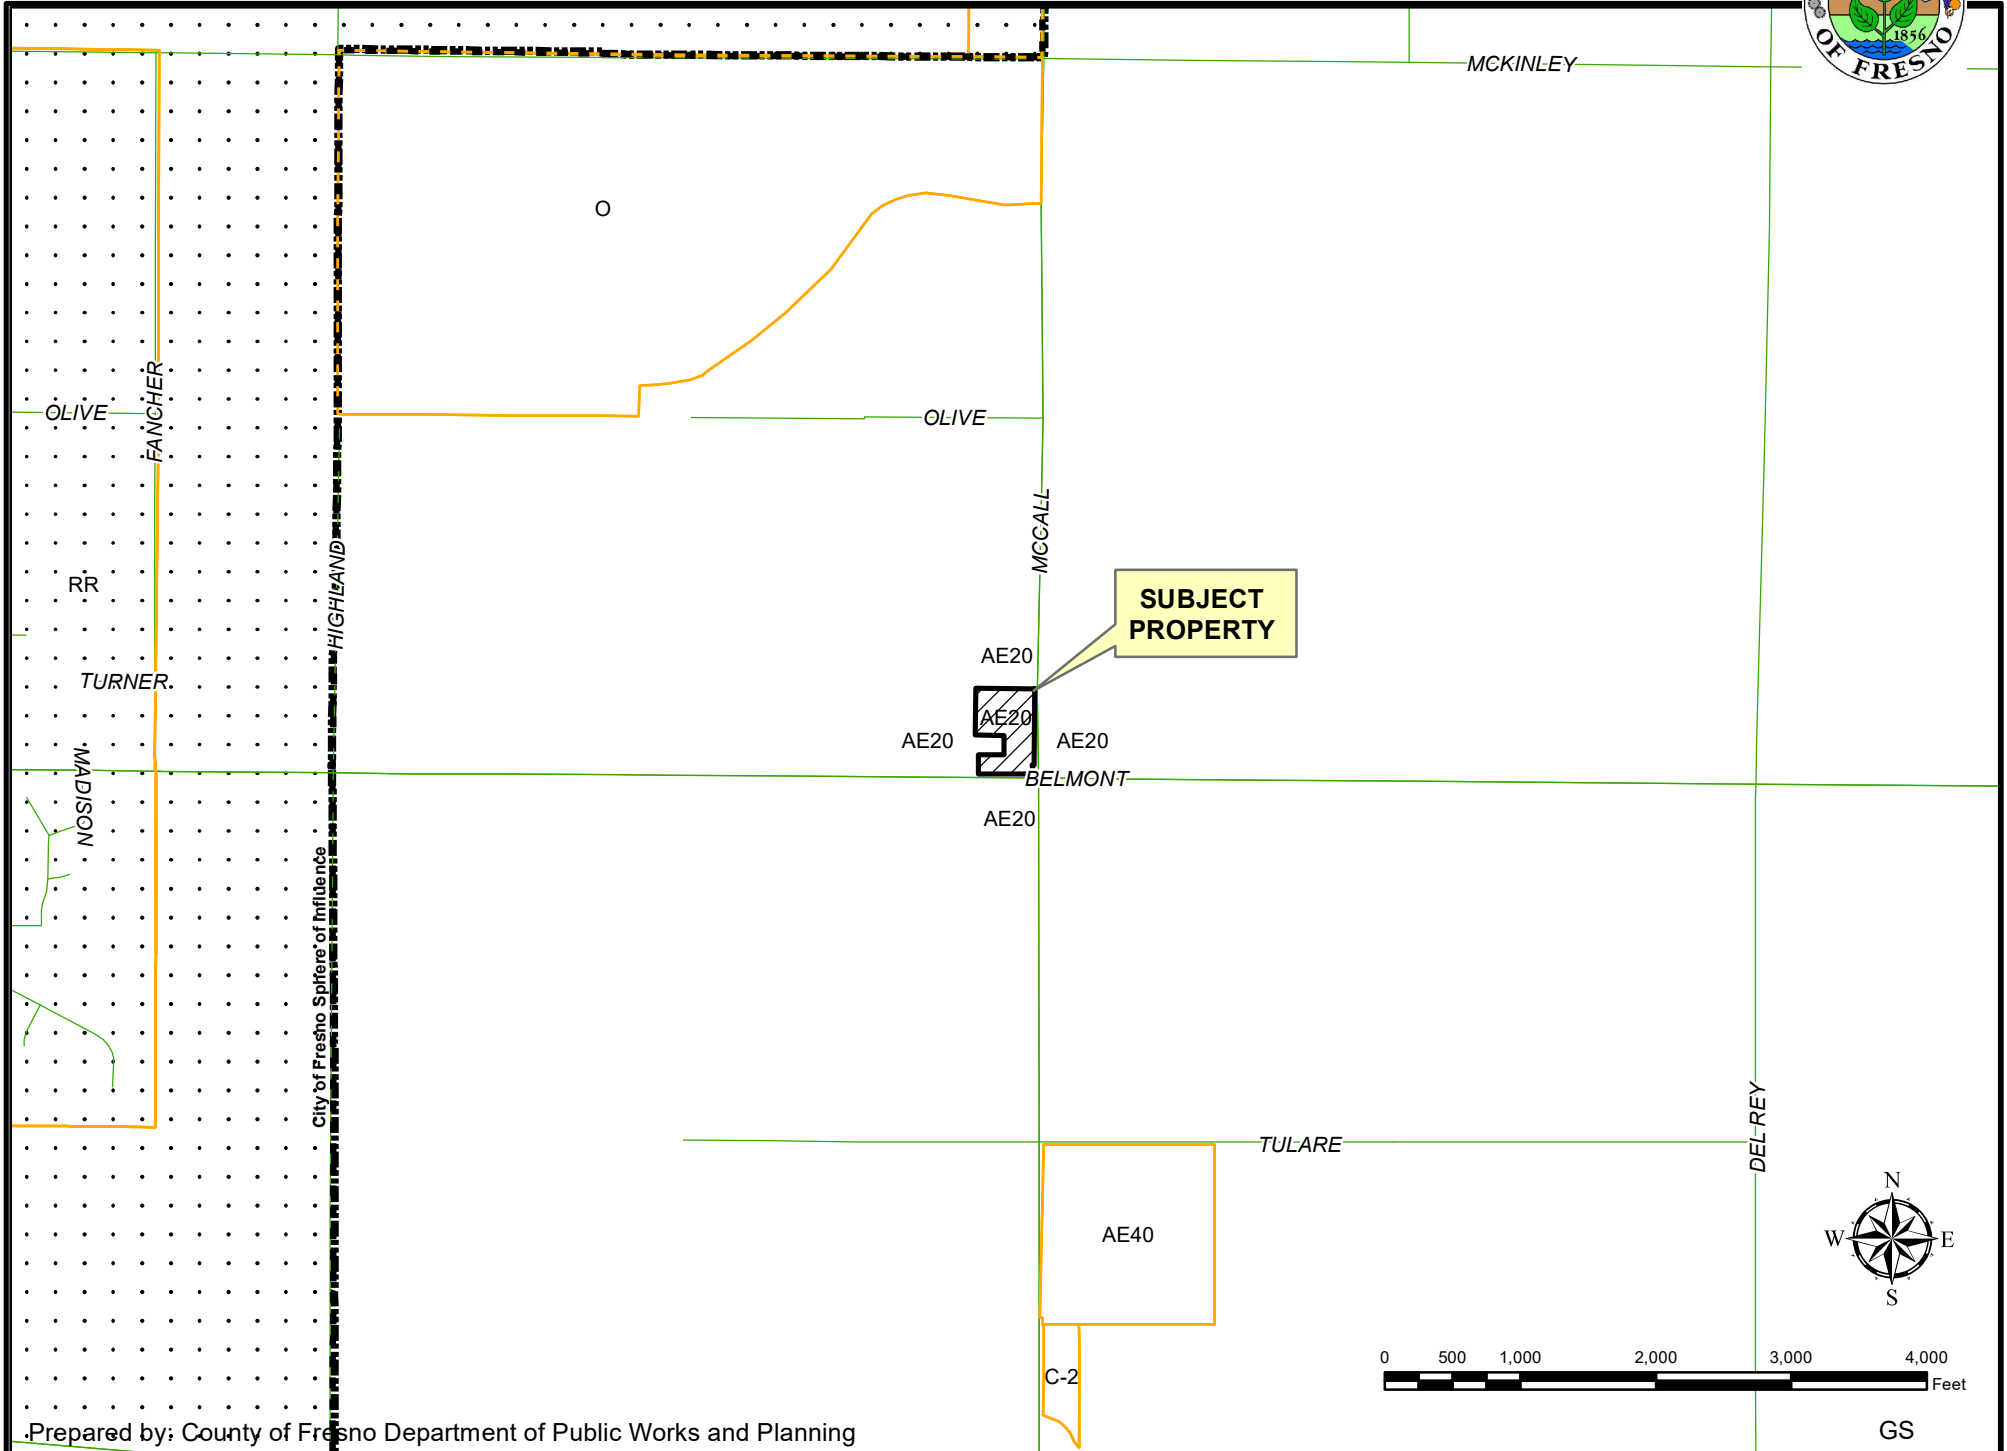 1856
OF FRESNO
MCKINLEY
O
FANCHER
OLIVE
OLIVE
MCCALL
HIGHLAND
RR
SUBJECT
PROPERTY
AE20
TURNER
AE20
AE20
AE20
MADISON
BELMONT
AE20
City of Fresno Sphere of Influence
DEL REY
TULARE
N
W
E
S
AE40
0 500 1,000 2,000 3,000 4,000
Feet
C-2
Prepared by: County of Fresno Department of Public Works and Planning
GS